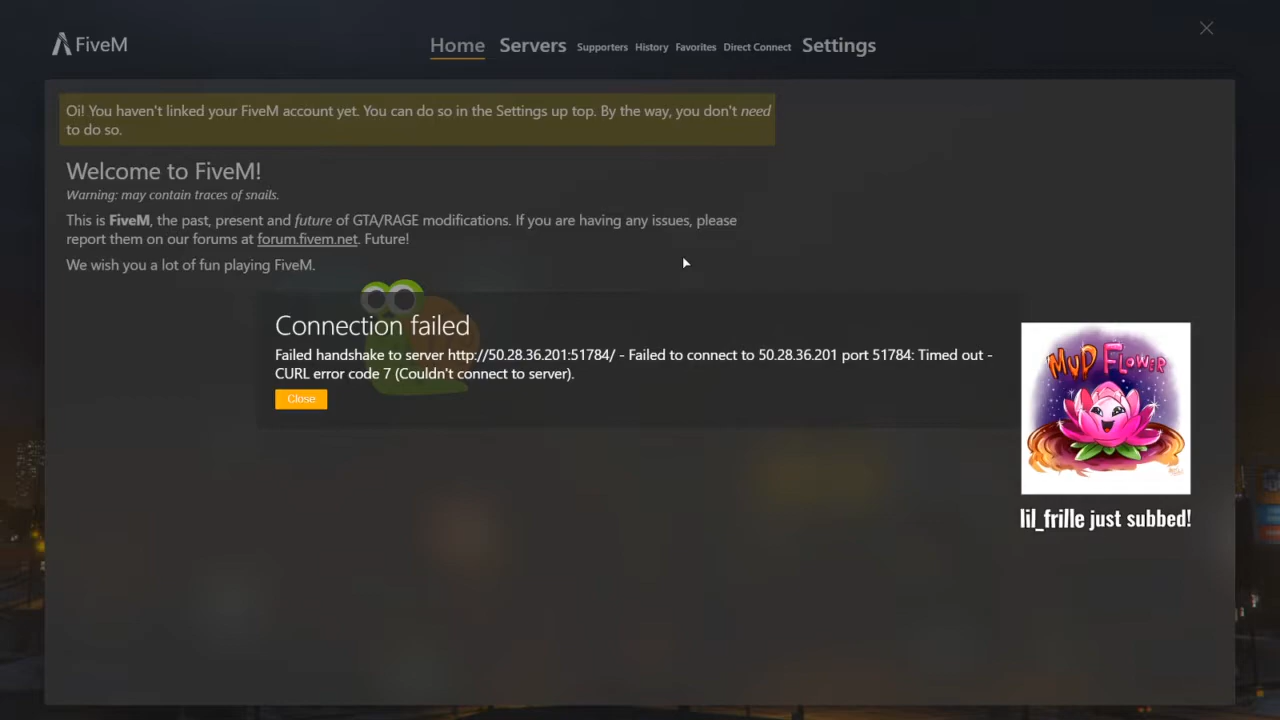 FiveM
Home Servers Supporters History Favorites Direct Connect Settings
Oi! You haven't linked your FiveM account yet. You can do so in the Settings up top. By the way, you don't need
to do so.
Welcome to FiveM!
Warning: may contain traces of snails.
This is FiveM, the past, present and future of GTA/RAGE modifications. If you are having any issues, please
report them on our forums at forum.fivem.net. Future!
We wish you a lot of fun playing FiveM.
Connection failed
Failed handshake to server http://50.28.36.201:51784/ - Failed to connect to 50.28.36.201 port 51784: Timed out -
CURL error code 7 (Couldn't connect to server).
Close
MUD FLOWER
lil_frille just subbed!